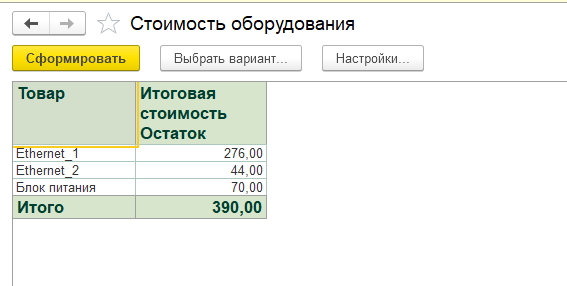 Стоимость оборудования
Сформировать Выбрать вариант... Настройки...
Товар Итоговая
стоимость
Остаток
Ethernet_1 276,00
Ethernet_2 44,00
Блок питания 70,00
Итого 390,00